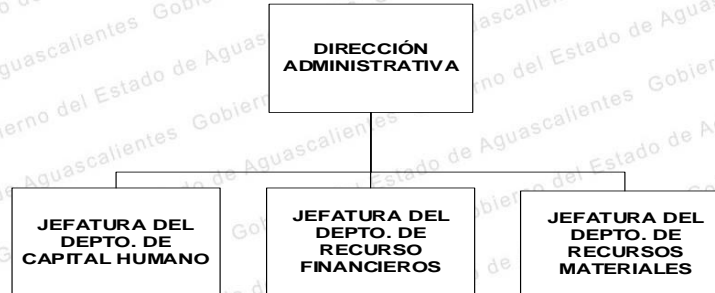 DIRECCIÓN
ADMINISTRATIVA
JEFATURA DEL
DEPTO. DE
CAPITAL HUMANO
JEFATURA DEL
DEPTO. DE
RECURSO
FINANCIEROS
JEFATURA DEL
DEPTO. DE
RECURSOS
MATERIALES